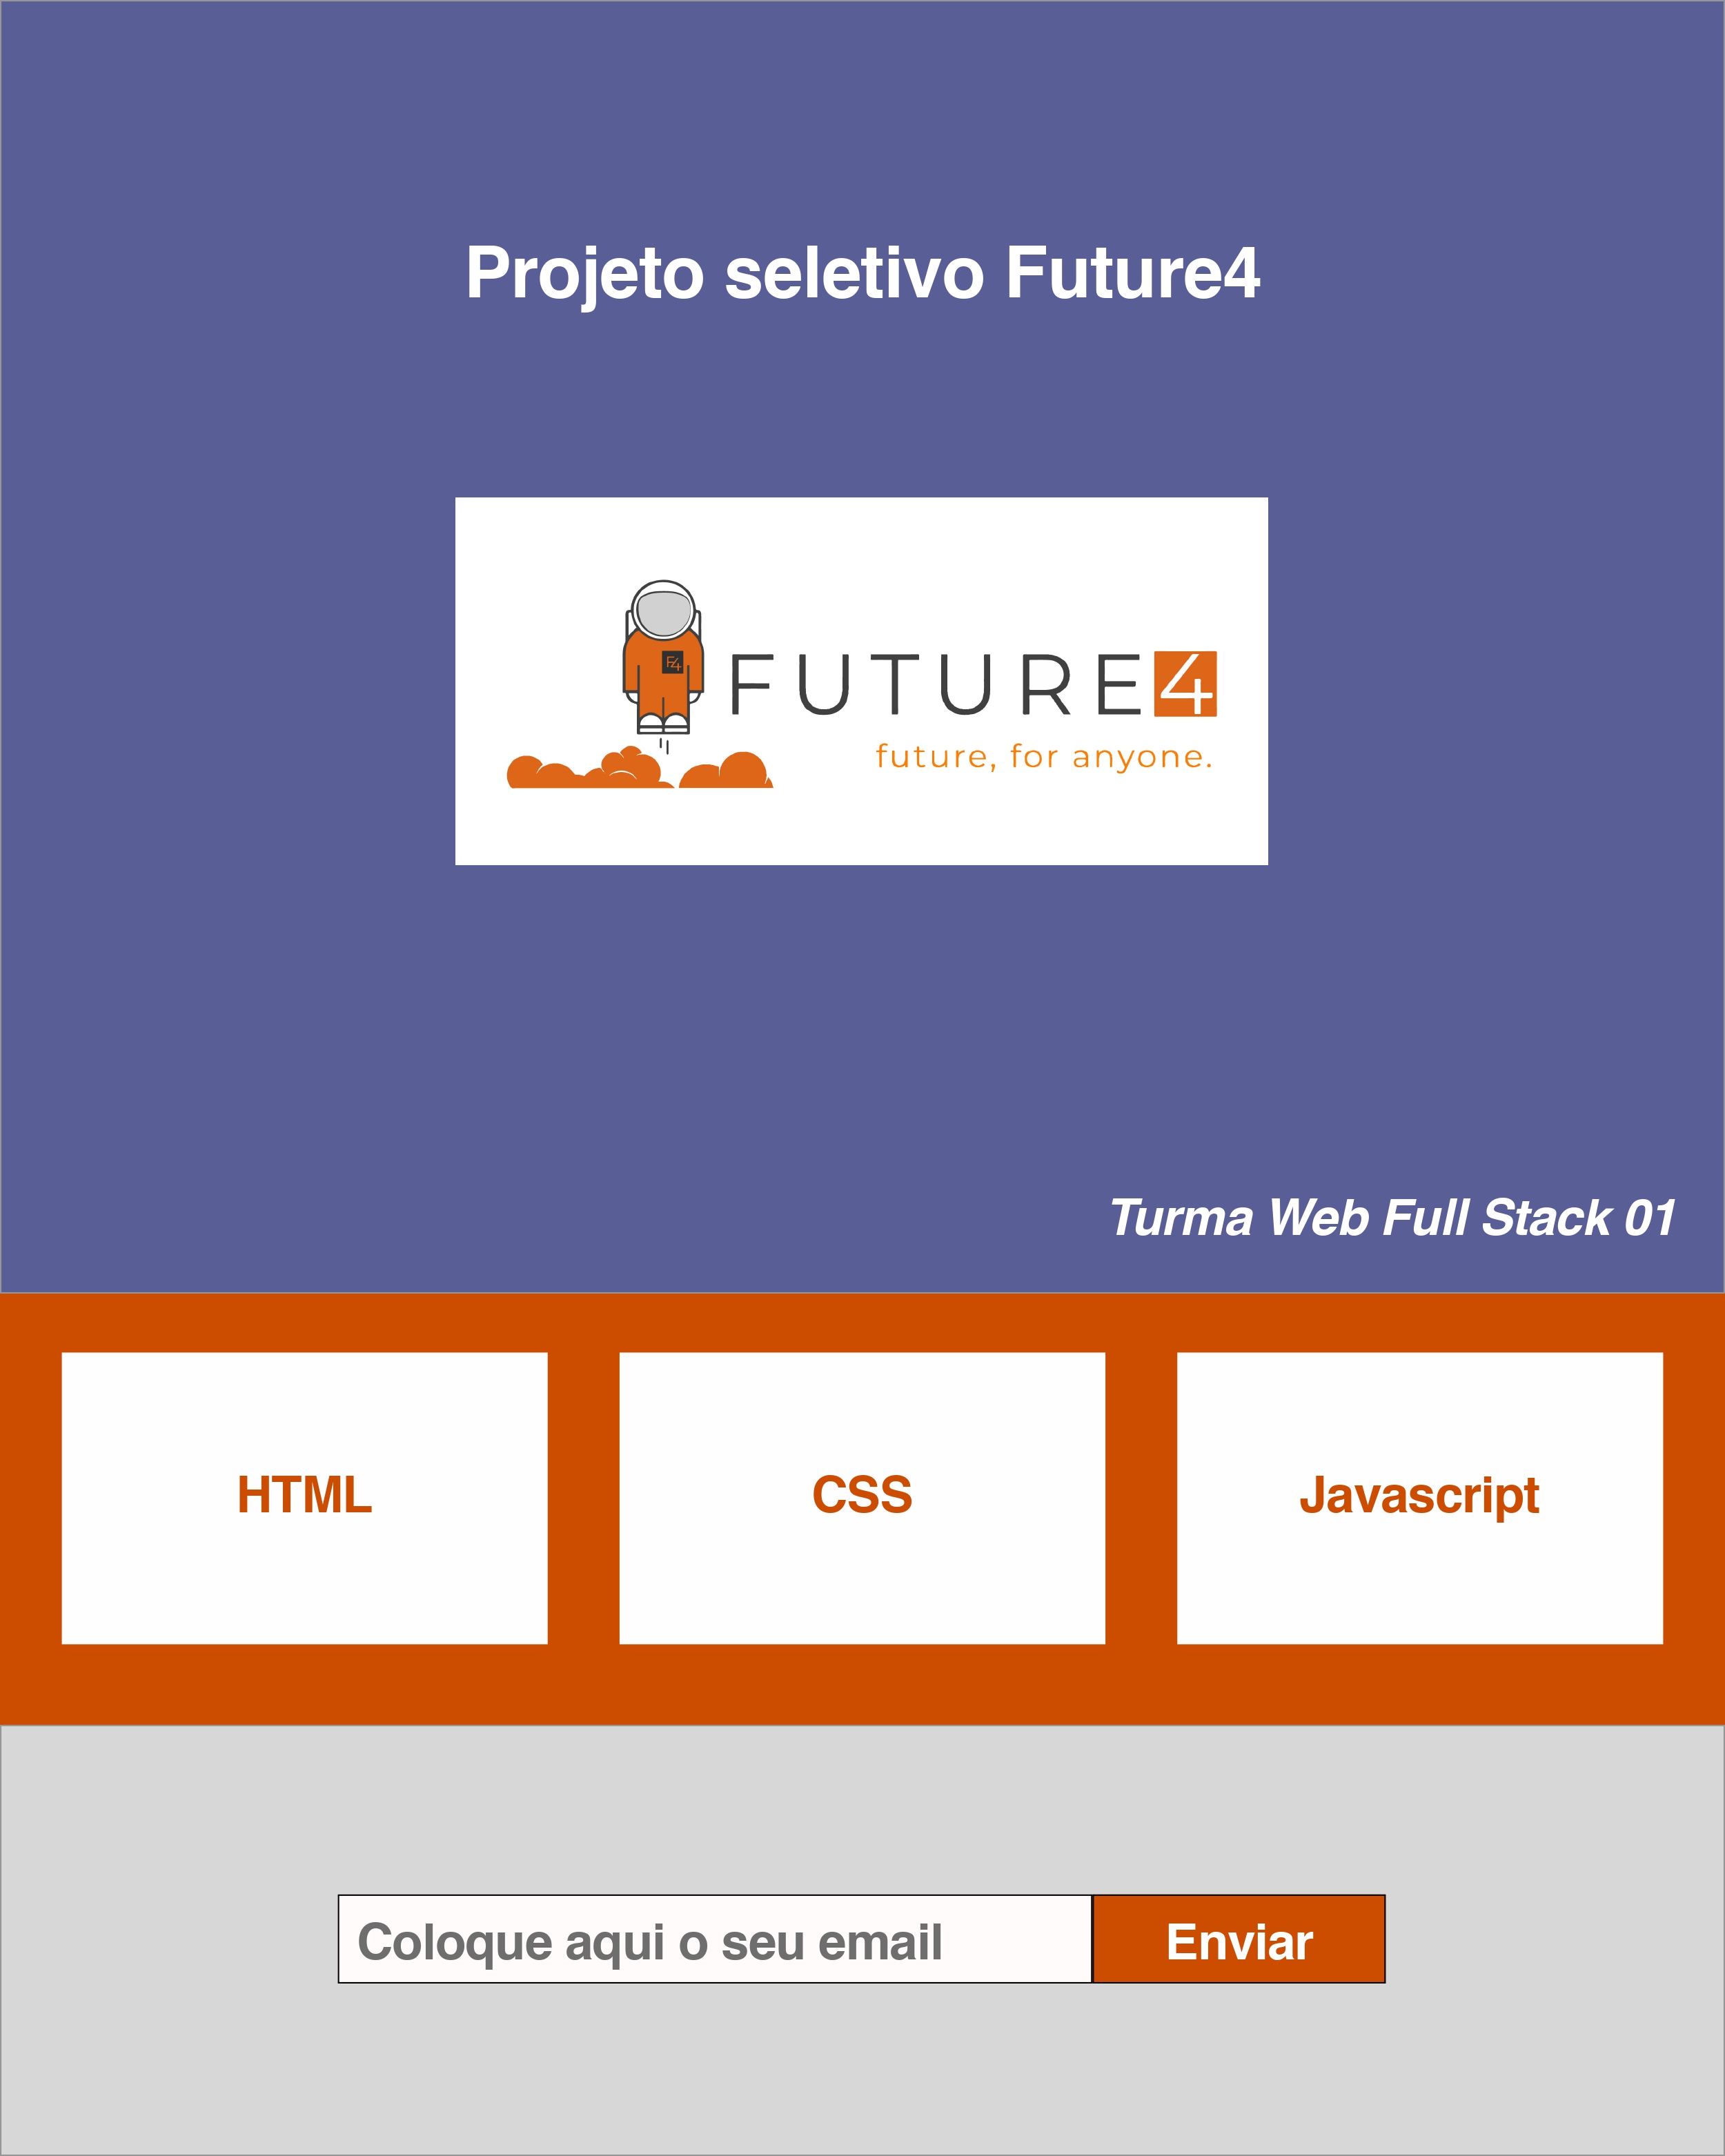 Projeto seletivo Future4
F4
FUTURE4
future, for anyone.
Turma Web Full Stack 01
HTML
CSS
Javascript
Coloque aqui o seu email
Enviar